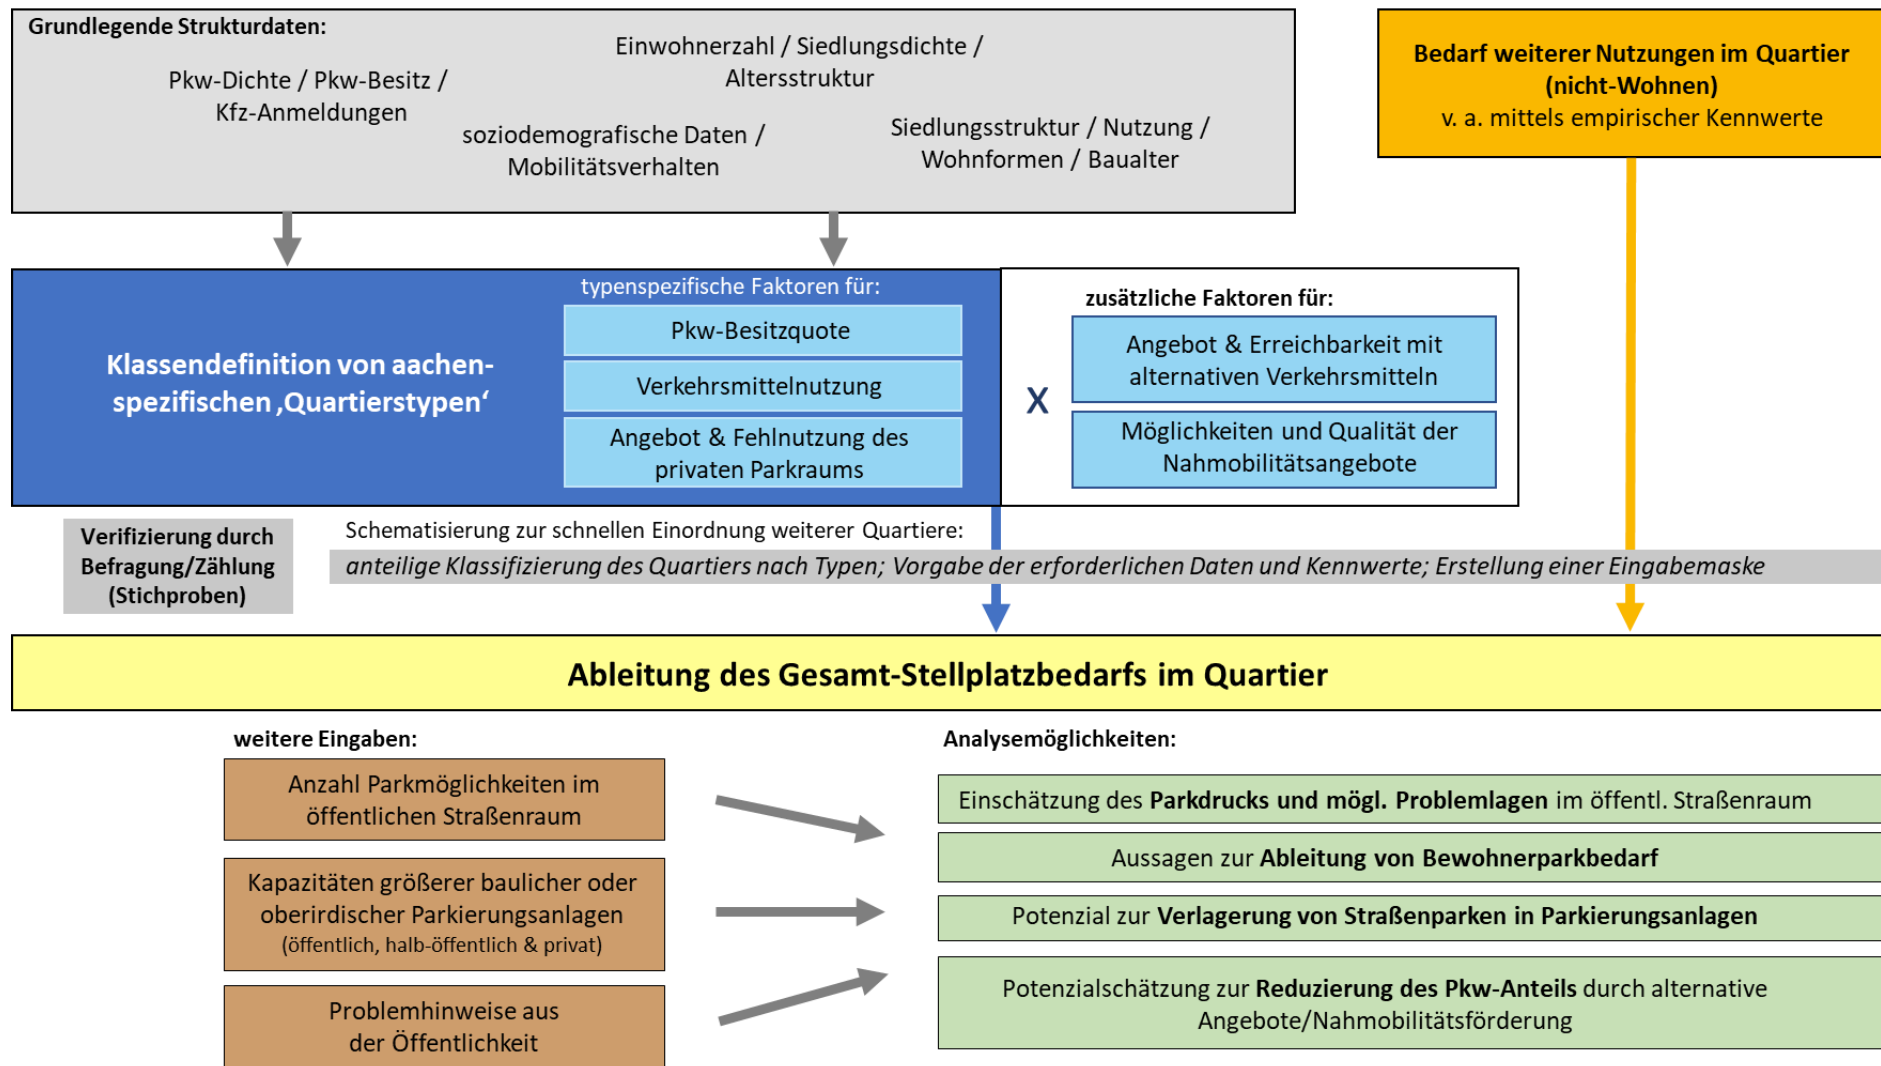 Grundlegende Strukturdaten:
Pkw-Dichte / Pkw-Besitz /
Kfz-Anmeldungen
Einwohnerzahl / Siedlungsdichte /
Altersstruktur
soziodemografische Daten /
Mobilitätsverhalten
Siedlungsstruktur / Nutzung /
Wohnformen / Baualter
Bedarf weiterer Nutzungen im Quartier
(nicht-Wohnen)
v. a. mittels empirischer Kennwerte
Klassendefinition von aachen-
spezifischen ‚Quartierstypen‘
typenspezifische Faktoren für:
Pkw-Besitzquote
Verkehrsmittelnutzung
Angebot & Fehlnutzung des
privaten Parkraums
X
zusätzliche Faktoren für:
Angebot & Erreichbarkeit mit
alternativen Verkehrsmitteln
Möglichkeiten und Qualität der
Nahmobilitätsangebote
Verifizierung durch
Befragung/Zählung
(Stichproben)
Schematisierung zur schnellen Einordnung weiterer Quartiere:
anteilige Klassifizierung des Quartiers nach Typen; Vorgabe der erforderlichen Daten und Kennwerte; Erstellung einer Eingabemaske
Ableitung des Gesamt-Stellplatzbedarfs im Quartier
weitere Eingaben:
Anzahl Parkmöglichkeiten im
öffentlichen Straßenraum
Kapazitäten größerer baulicher oder
oberirdischer Parkierungsanlagen
(öffentlich, halb-öffentlich & privat)
Problemhinweise aus
der Öffentlichkeit
Analysemöglichkeiten:
Einschätzung des Parkdrucks und mögl. Problemlagen im öffentl. Straßenraum
Aussagen zur Ableitung von Bewohnerparkbedarf
Potenzial zur Verlagerung von Straßenparken in Parkierungsanlagen
Potenzialschätzung zur Reduzierung des Pkw-Anteils durch alternative
Angebote/Nahmobilitätsförderung